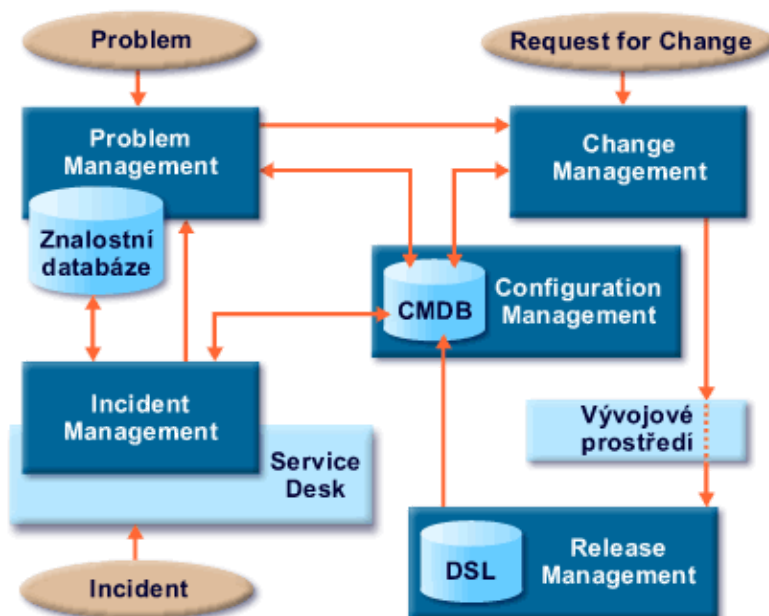 Problem
Request for Change
Problem
Management
Change
Management
Znalostní
databáze
CMDB
Configuration
Management
Incident
Management
Vývojové
prostředí
Service
Desk
DSL
Release
Management
Incident